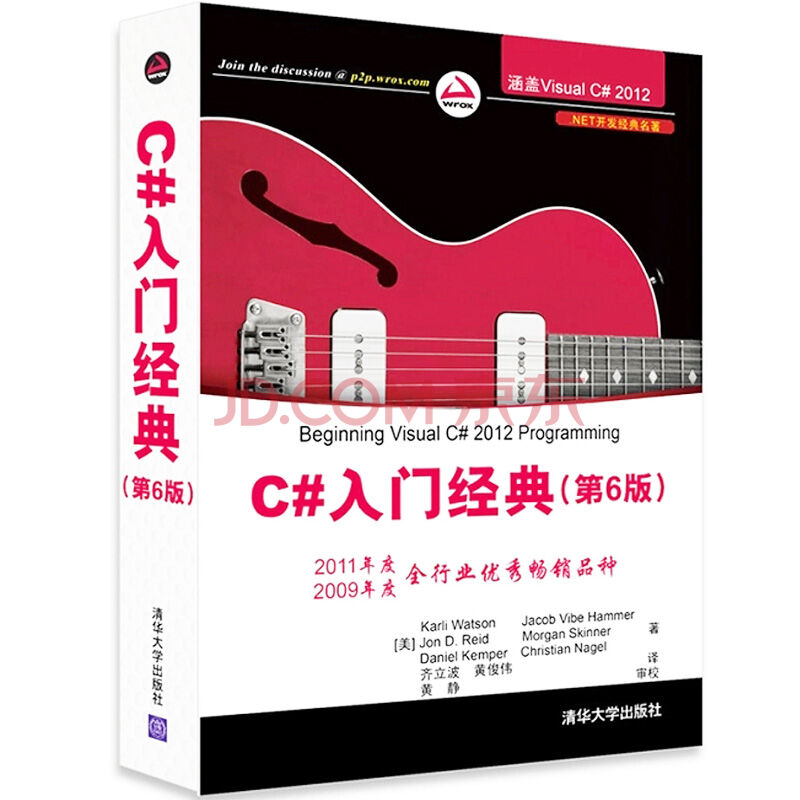 wrox
C#入门经典
(第6版)
清华大学出版社
Join the discussion @ p2p.wrox.com
wrox
涵盖Visual C# 2012
.NET开发经典名著
JD.COM 京东
Beginning Visual C# 2012 Programming
C#入门经典(第6版)
2011年度
2009年度 全行业优秀畅销品种
Karli Watson Jacob Vibe Hammer
[美] Jon D. Reid Morgan Skinner 著
Daniel Kemper Christian Nagel
齐立波 黄俊伟 译
黄 静 审校
清华大学出版社